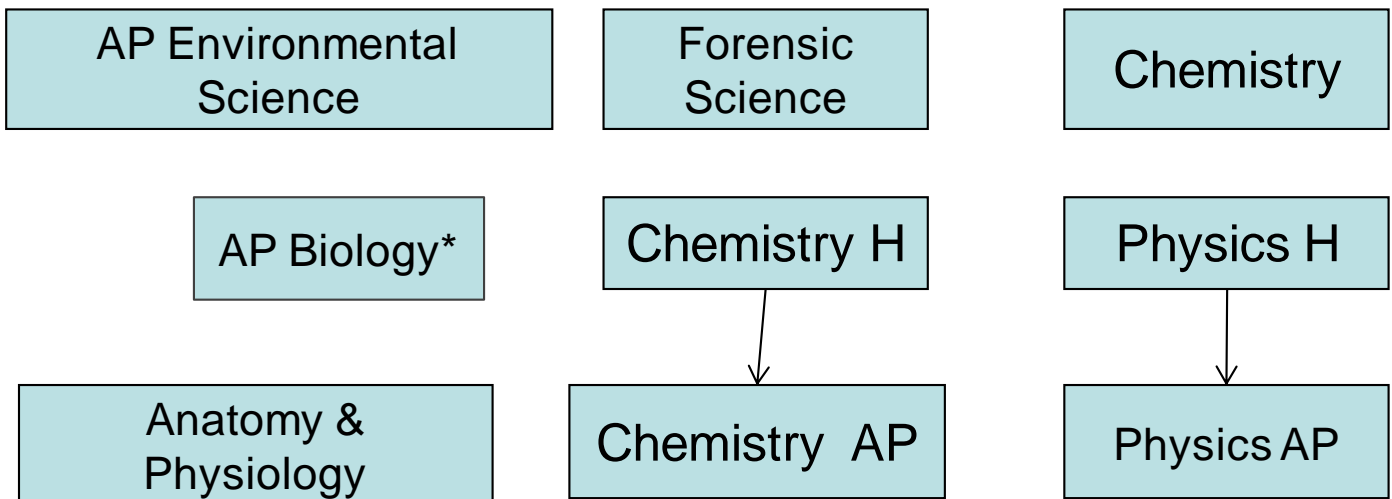 AP Environmental
Science
Forensic
Science
Chemistry
AP Biology*
Chemistry H
Physics H
Anatomy &
Physiology
Chemistry  AP
Physics AP